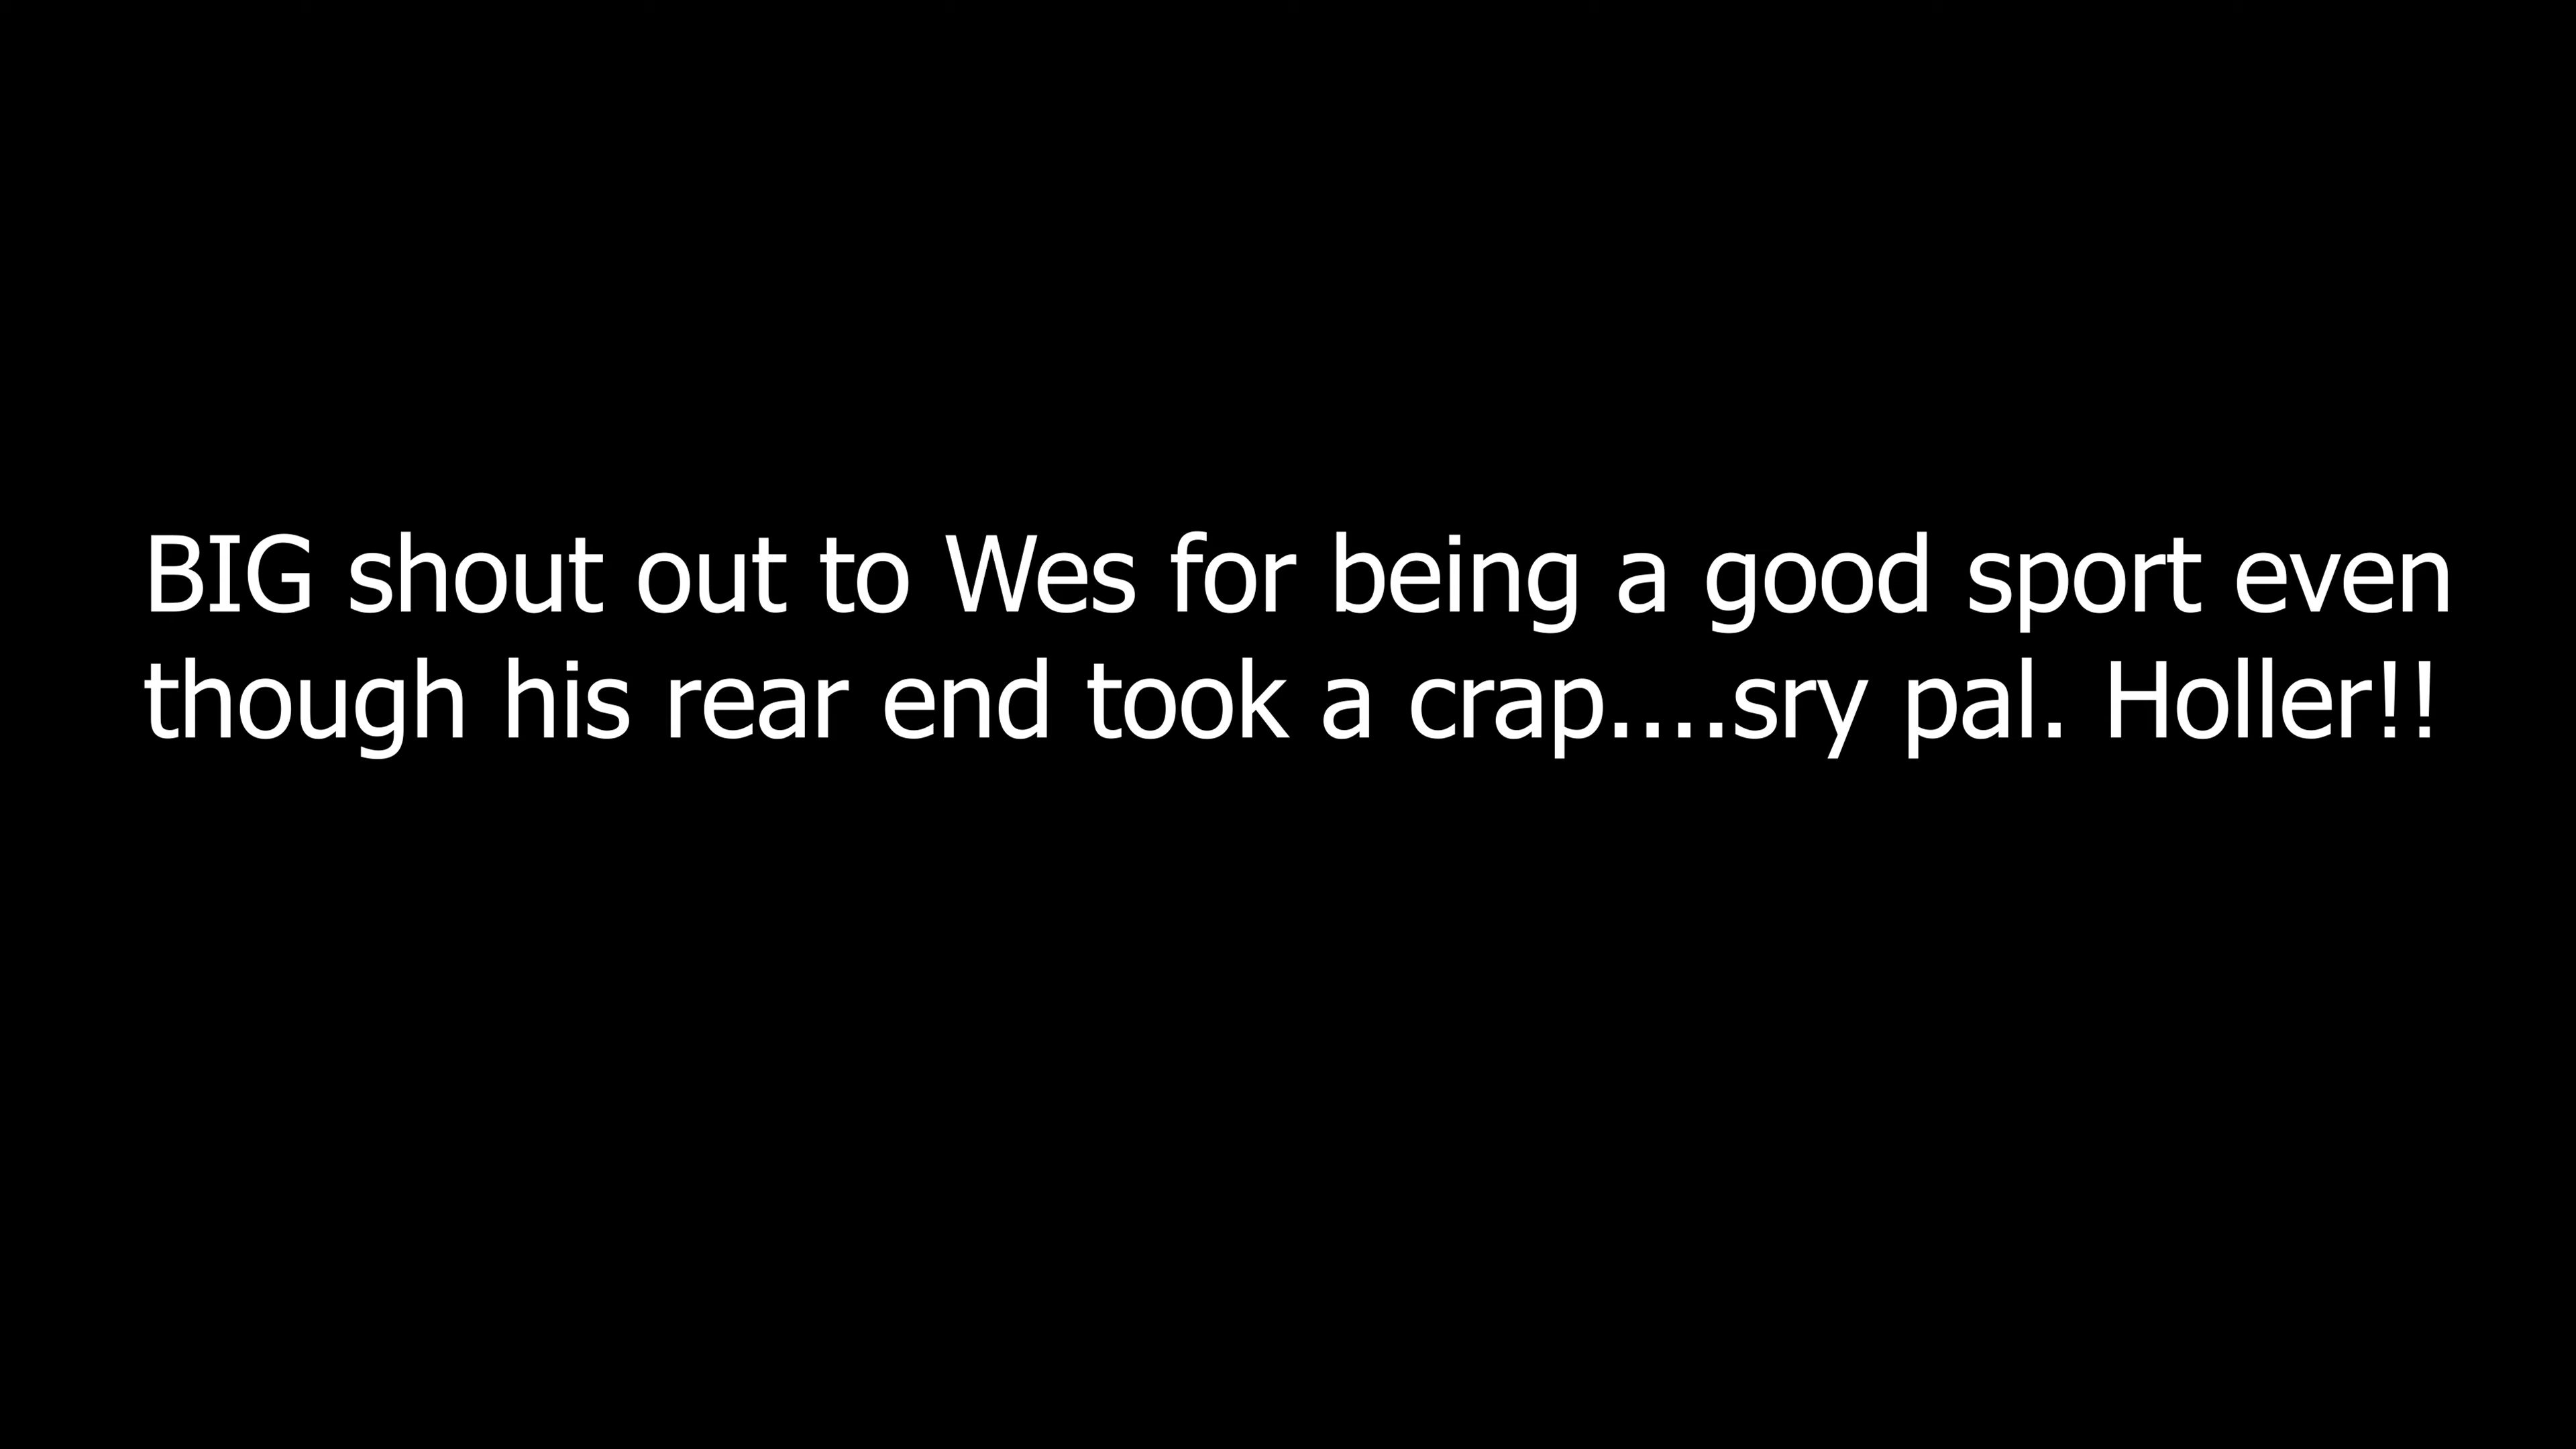 BIG shout out to Wes for being a good sport even
though his rear end took a crap....sry pal. Holler!!